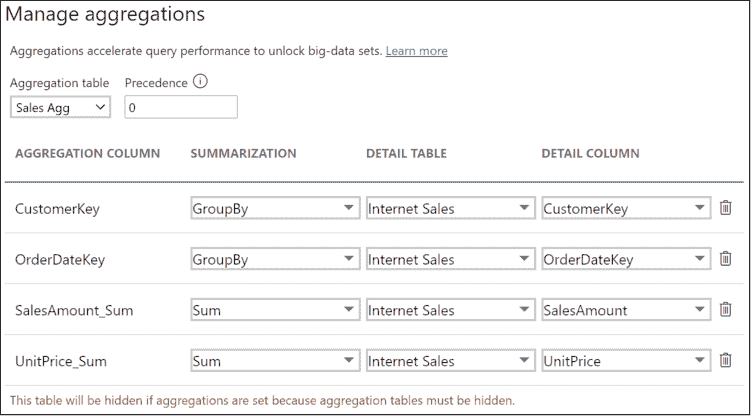 Manage aggregations
Aggregations accelerate query performance to unlock big-data sets. Learn more
Aggregation table Precedence
Sales Agg 0
AGGREGATION COLUMN SUMMARIZATION DETAIL TABLE DETAIL COLUMN
CustomerKey GroupBy Internet Sales CustomerKey
OrderDateKey GroupBy Internet Sales OrderDateKey
SalesAmount_Sum Sum Internet Sales SalesAmount
UnitPrice_Sum Sum Internet Sales UnitPrice
This table will be hidden if aggregations are set because aggregation tables must be hidden.